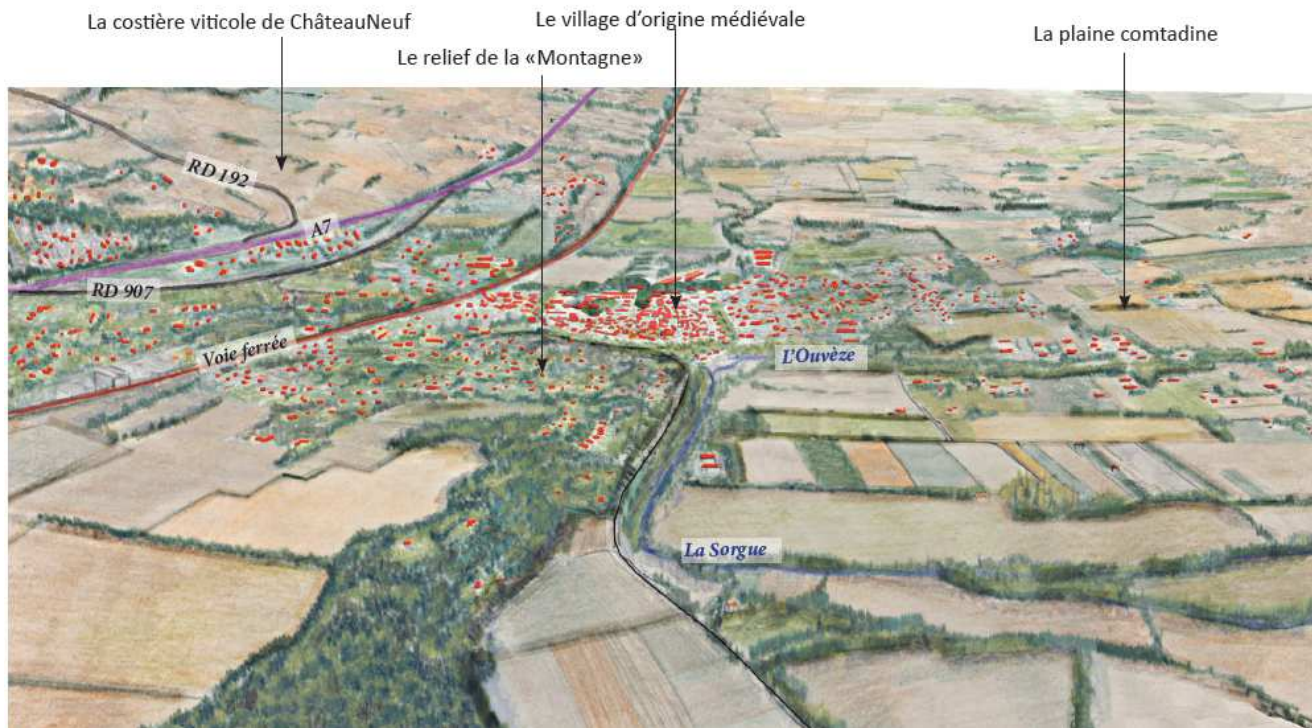 La costière viticole de ChâteauNeuf
Le village d'origine médiévale
La plaine comtadine
Le relief de la «Montagne»
RD 192
A7
RD 907
Voie ferrée
L'Ouvèze
La Sorgue